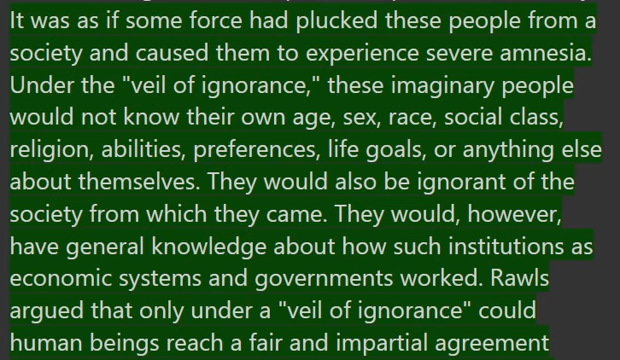 It was as if some force had plucked these people from a
society and caused them to experience severe amnesia.
Under the "veil of ignorance," these imaginary people
would not know their own age, sex, race, social class,
religion, abilities, preferences, life goals, or anything else
about themselves. They would also be ignorant of the
society from which they came. They would, however,
have general knowledge about how such institutions as
economic systems and governments worked. Rawls
argued that only under a "veil of ignorance" could
human beings reach a fair and impartial agreement